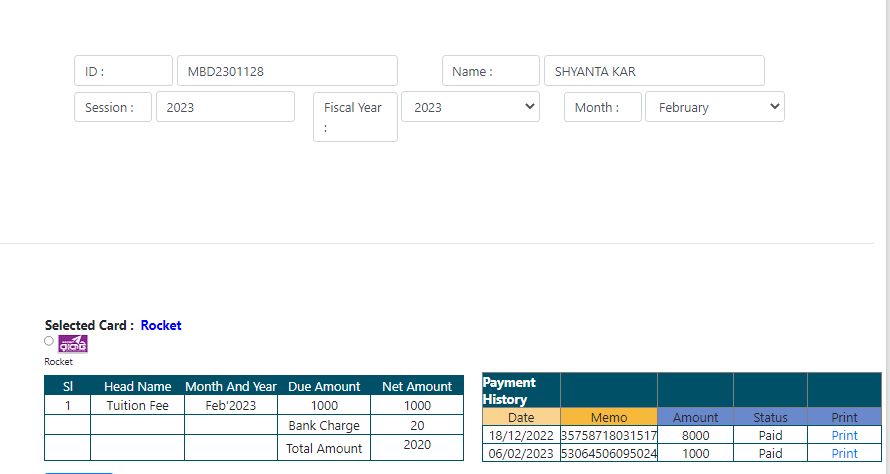 ID : MBD2301128 Name : SHYANTA KAR
Session : 2023 Fiscal Year : 2023 Month : February
Selected Card : Rocket
Rocket
Sl Head Name Month And Year Due Amount Net Amount
1 Tuition Fee Feb'2023 1000 1000
Bank Charge 20
Total Amount 2020
Payment History
Date Memo Amount Status Print
18/12/2022 35758718031517 8000 Paid Print
06/02/2023 53064506095024 1000 Paid Print